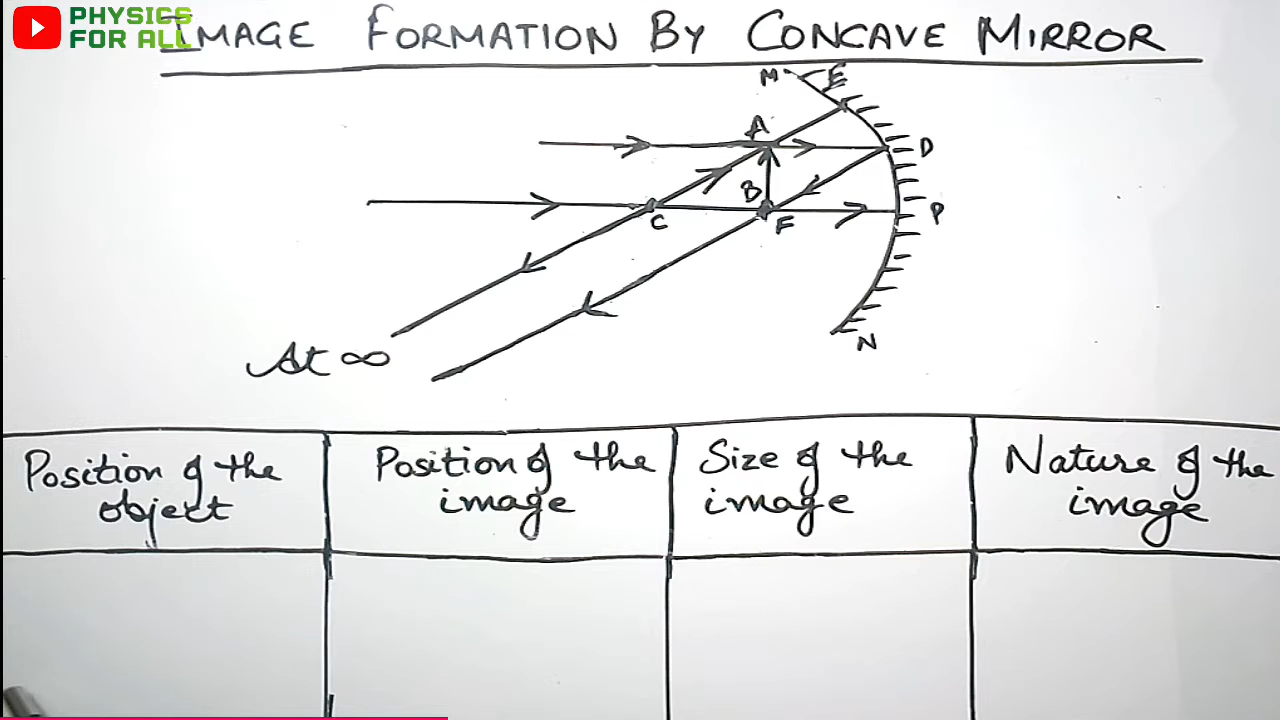 PHYSICS
FOR ALL
IMAGE FORMATION BY CONCAVE MIRROR
M
E
A
D
B
C
F
P
N
At ∞
Position of the
object
Position of the
image
Size of the
image
Nature of the
image